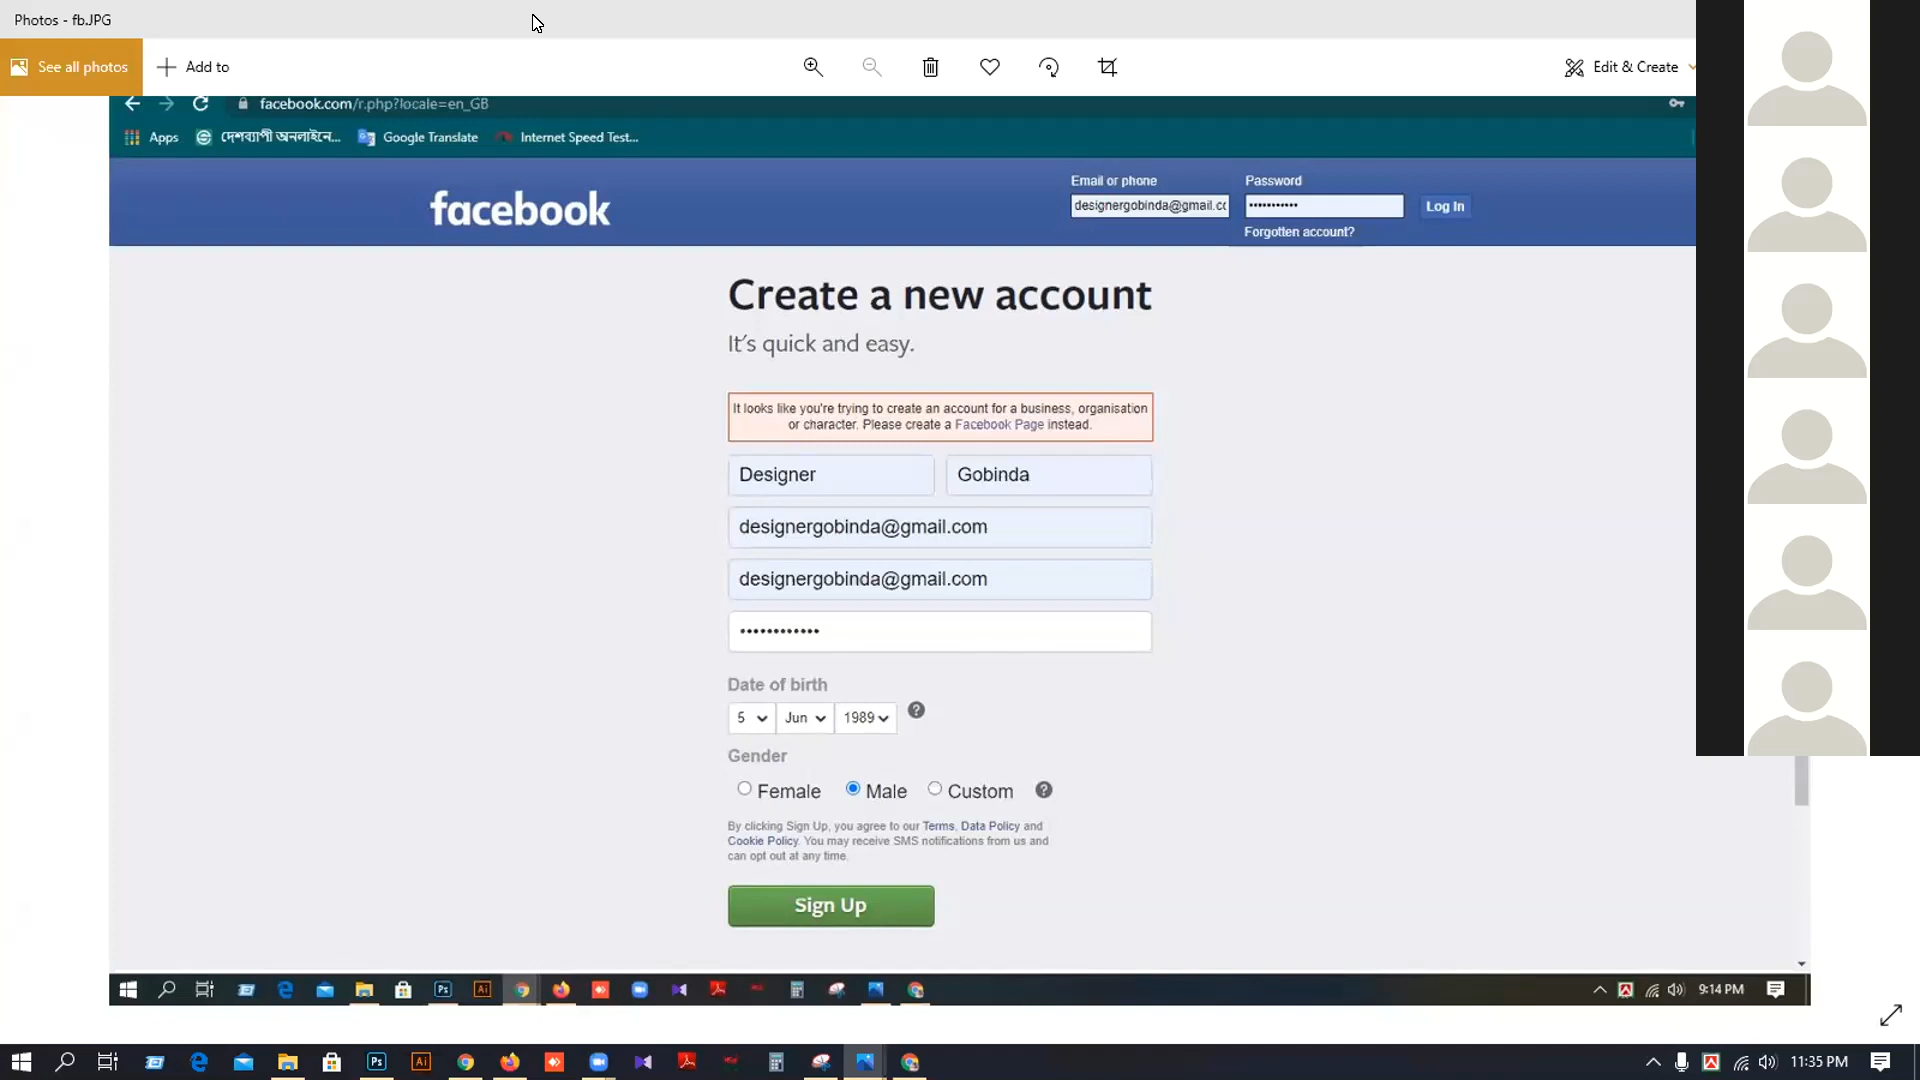 Photos - fb.JPG
See all photos
Add to
Edit & Create
facebook.com/r.php?locale=en_GB
Apps
দেশব্যাপী অনলাইনে...
Google Translate
Internet Speed Test...
facebook
Email or phone
Password
designergobinda@gmail.co
•••••••••••
Log In
Forgotten account?
Create a new account
It's quick and easy.
It looks like you're trying to create an account for a business, organisation
or character. Please create a Facebook Page instead.
Designer
Gobinda
designergobinda@gmail.com
designergobinda@gmail.com
••••••••••••
Date of birth
5
Jun
1989
?
Gender
Female
Male
Custom
?
By clicking Sign Up, you agree to our Terms, Data Policy and
Cookie Policy. You may receive SMS notifications from us and
can opt out at any time.
Sign Up
Ps
Ai
9:14 PM
Ps
Ai
11:35 PM